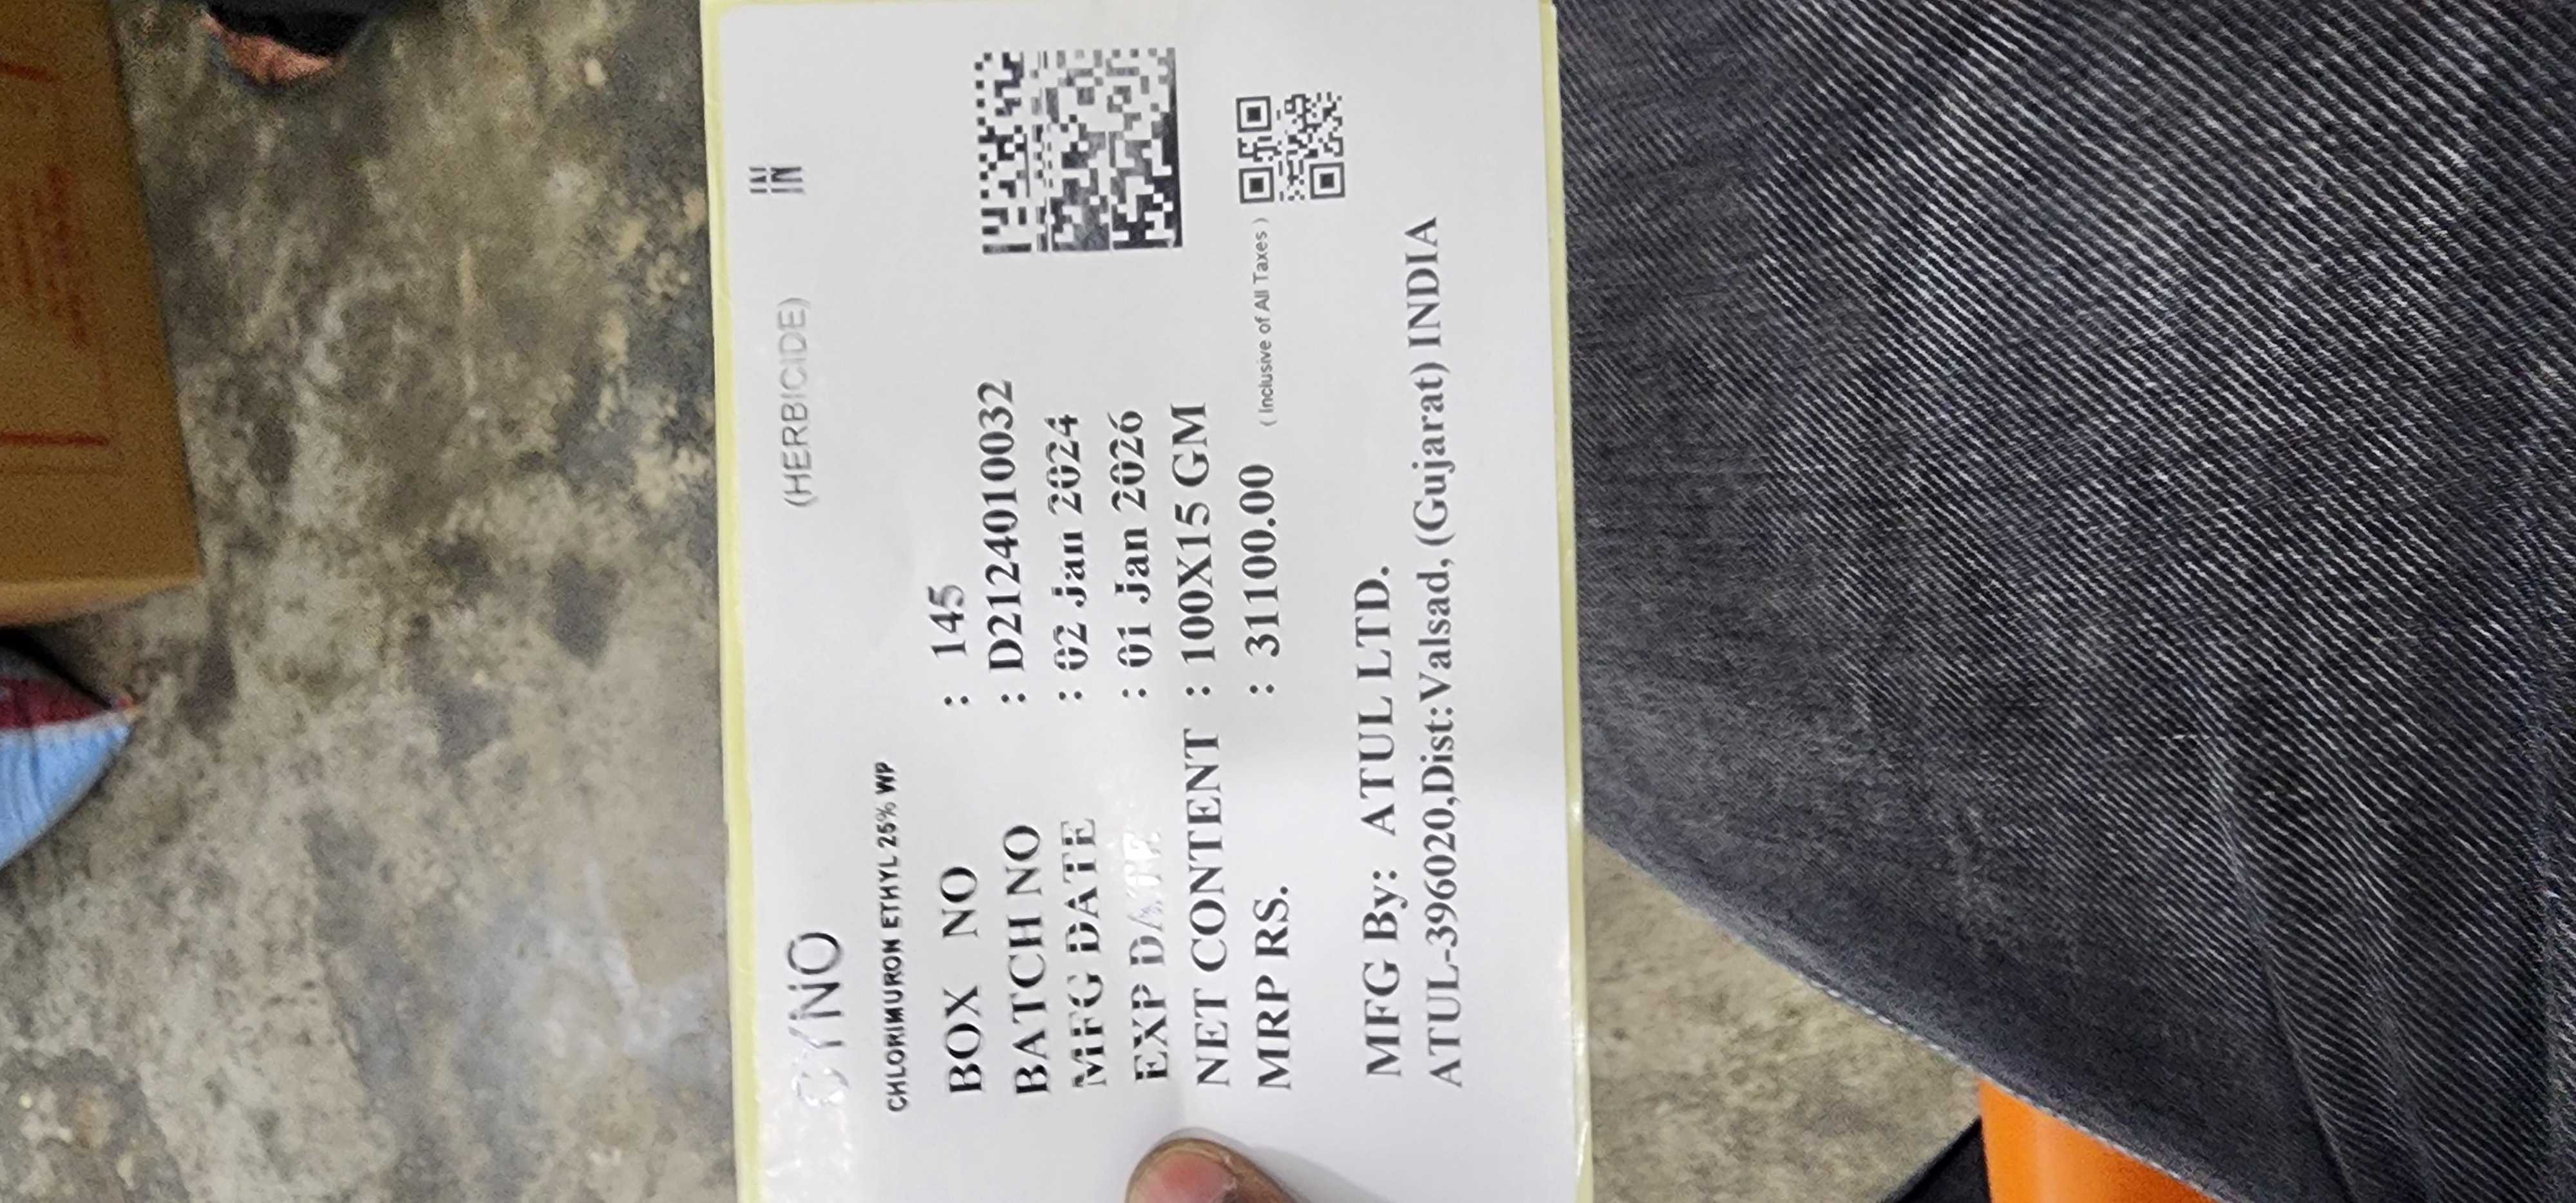 (HERBICIDE)
CHLORIMURON ETHYL 25% WP
BOX NO : 145
BATCH NO : D2124010032
MFG DATE : 02 Jan 2024
EXP DATE : 01 Jan 2026
NET CONTENT : 100X15 GM
MRP RS. : 31100.00 ( Inclusive of All Taxes )
MFG By: ATUL LTD.
ATUL-396020,Dist:Valsad, (Gujarat) INDIA